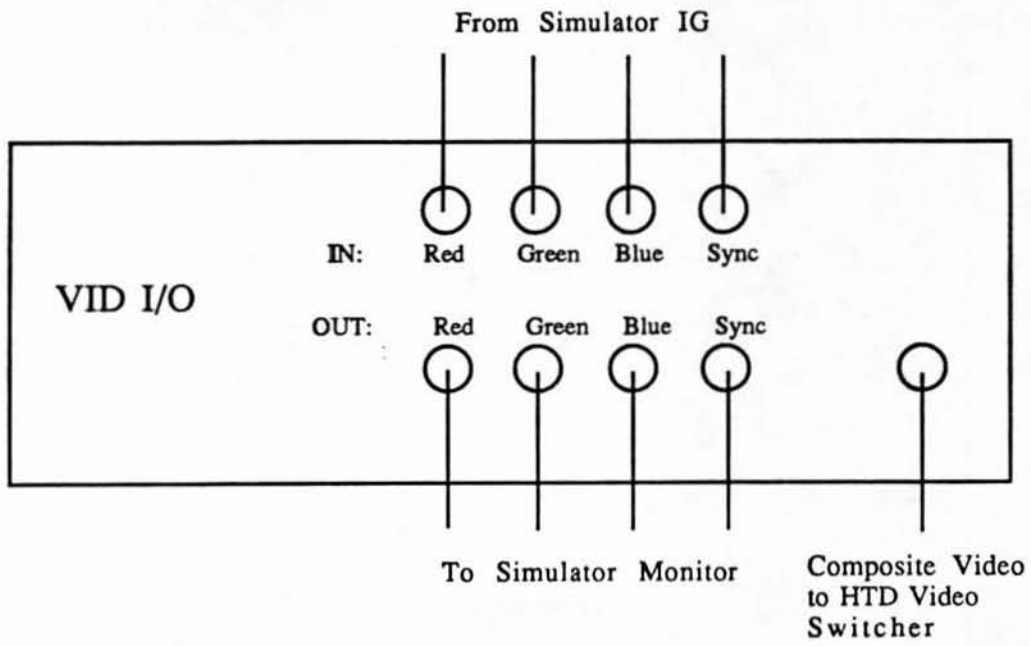 From Simulator IG
IN: Red Green Blue Sync
VID I/O
OUT: Red Green Blue Sync
To Simulator Monitor
Composite Video
to HTD Video
Switcher